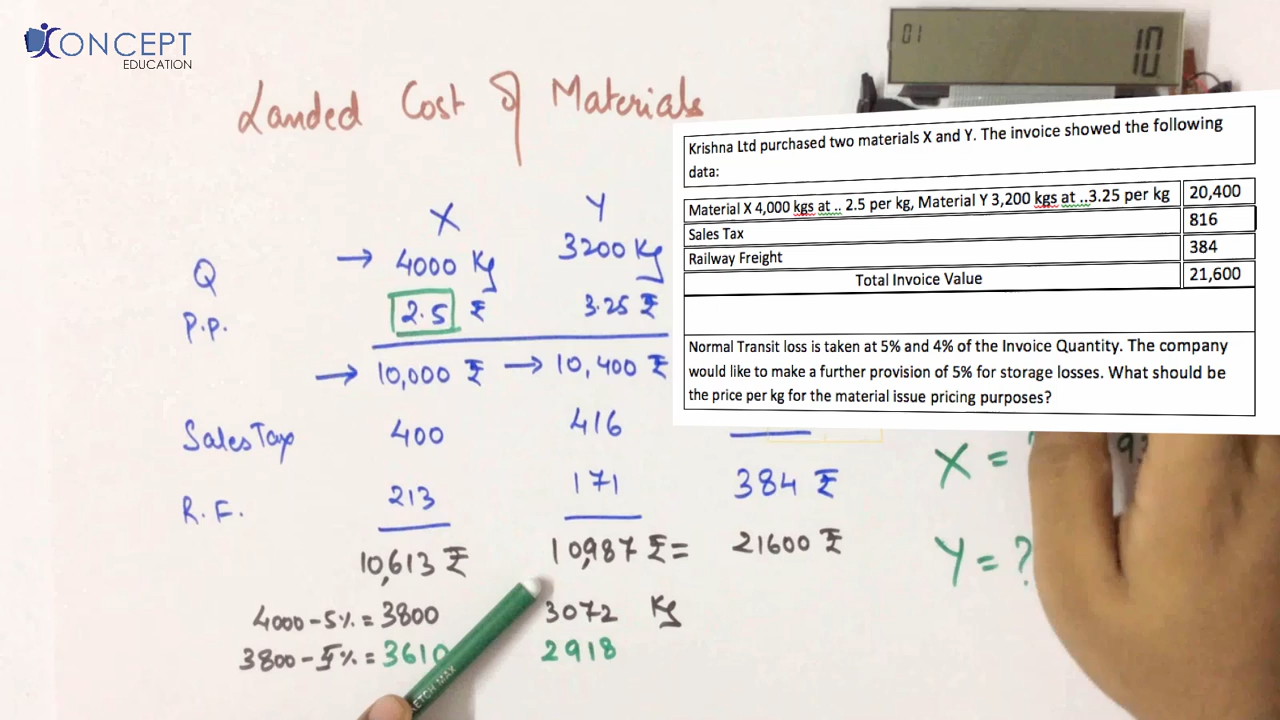 CONCEPT
EDUCATION
01 10
Landed Cost of Materials
Krishna Ltd purchased two materials X and Y. The invoice showed the following
data:
Material X 4,000 kgs at .. 2.5 per kg, Material Y 3,200 kgs at ..3.25 per kg 20,400
Sales Tax 816
Railway Freight 384
Total Invoice Value 21,600
Normal Transit loss is taken at 5% and 4% of the Invoice Quantity. The company
would like to make a further provision of 5% for storage losses. What should be
the price per kg for the material issue pricing purposes?
X Y
Q → 4000 Kg 3200 Kg
P.P. 2.5 ₹ 3.25 ₹
→ 10,000 ₹ → 10,400 ₹
Sales Tax 400 416
R.F. 213 171 384 ₹
10,613 ₹ 10,987 ₹ = 21600 ₹
4000 - 5% = 3800 3072 Kg
3800 - 5% = 3610 2918
X =
Y = ?